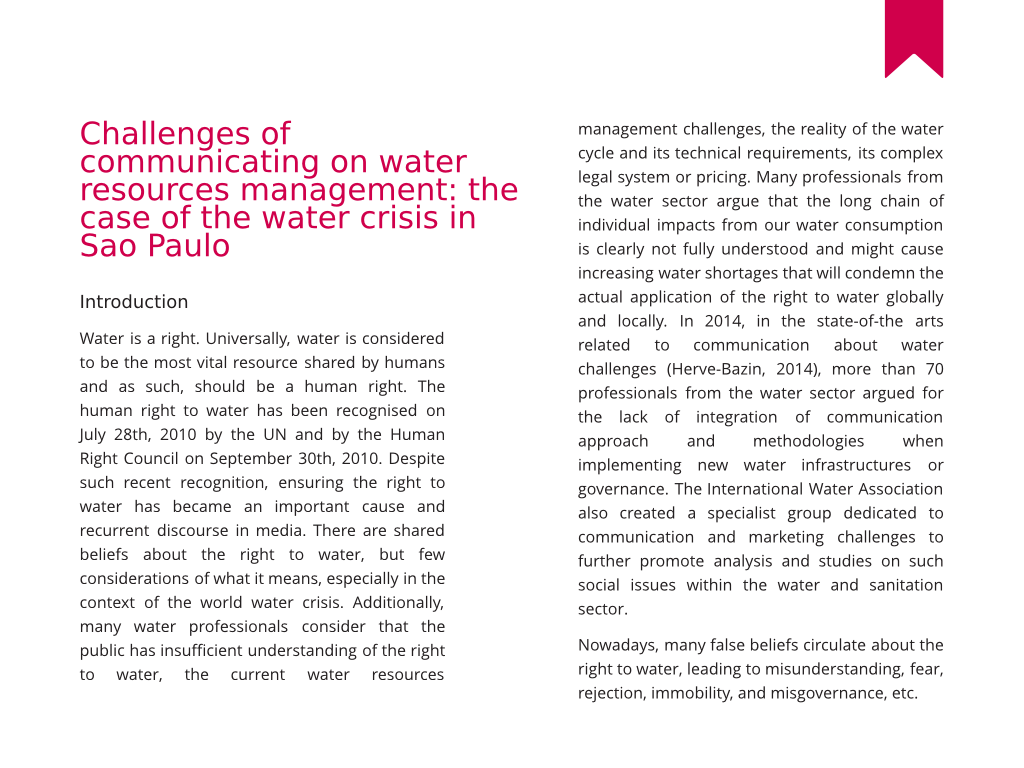 Challenges of
communicating on water
resources management: the
case of the water crisis in
Sao Paulo
Introduction
Water is a right. Universally, water is considered
to be the most vital resource shared by humans
and as such, should be a human right. The
human right to water has been recognised on
July 28th, 2010 by the UN and by the Human
Right Council on September 30th, 2010. Despite
such recent recognition, ensuring the right to
water has became an important cause and
recurrent discourse in media. There are shared
beliefs about the right to water, but few
considerations of what it means, especially in the
context of the world water crisis. Additionally,
many water professionals consider that the
public has insufficient understanding of the right
to water, the current water resources
management challenges, the reality of the water
cycle and its technical requirements, its complex
legal system or pricing. Many professionals from
the water sector argue that the long chain of
individual impacts from our water consumption
is clearly not fully understood and might cause
increasing water shortages that will condemn the
actual application of the right to water globally
and locally. In 2014, in the state-of-the arts
related to communication about water
challenges (Herve-Bazin, 2014), more than 70
professionals from the water sector argued for
the lack of integration of communication
approach and methodologies when
implementing new water infrastructures or
governance. The International Water Association
also created a specialist group dedicated to
communication and marketing challenges to
further promote analysis and studies on such
social issues within the water and sanitation
sector.
Nowadays, many false beliefs circulate about the
right to water, leading to misunderstanding, fear,
rejection, immobility, and misgovernance, etc.